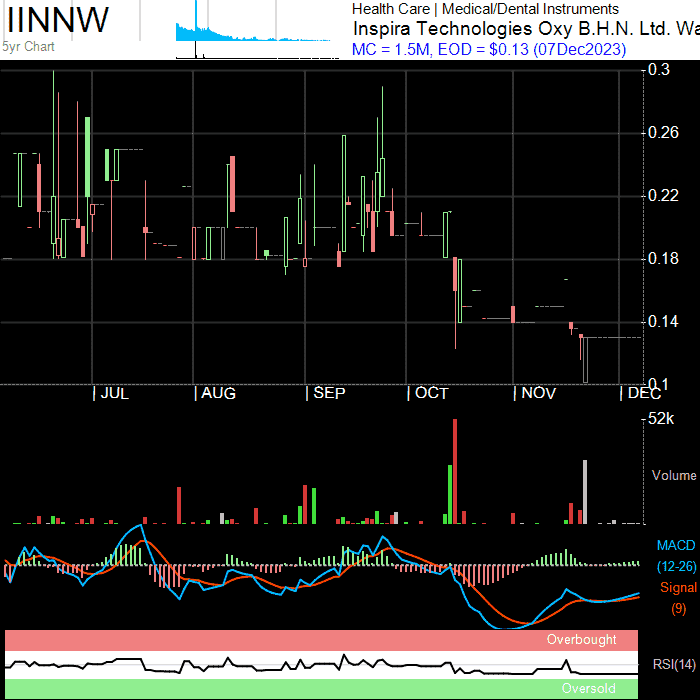 IINNW
5yr Chart
Health Care | Medical/Dental Instruments
Inspira Technologies Oxy B.H.N. Ltd. Wa
MC = 1.5M, EOD = $0.13 (07Dec2023)
0.3
0.26
0.22
0.18
0.14
0.1
JUL AUG SEP OCT NOV DEC
52k
Volume
MACD
(12-26)
Signal
(9)
Overbought
RSI(14)
Oversold